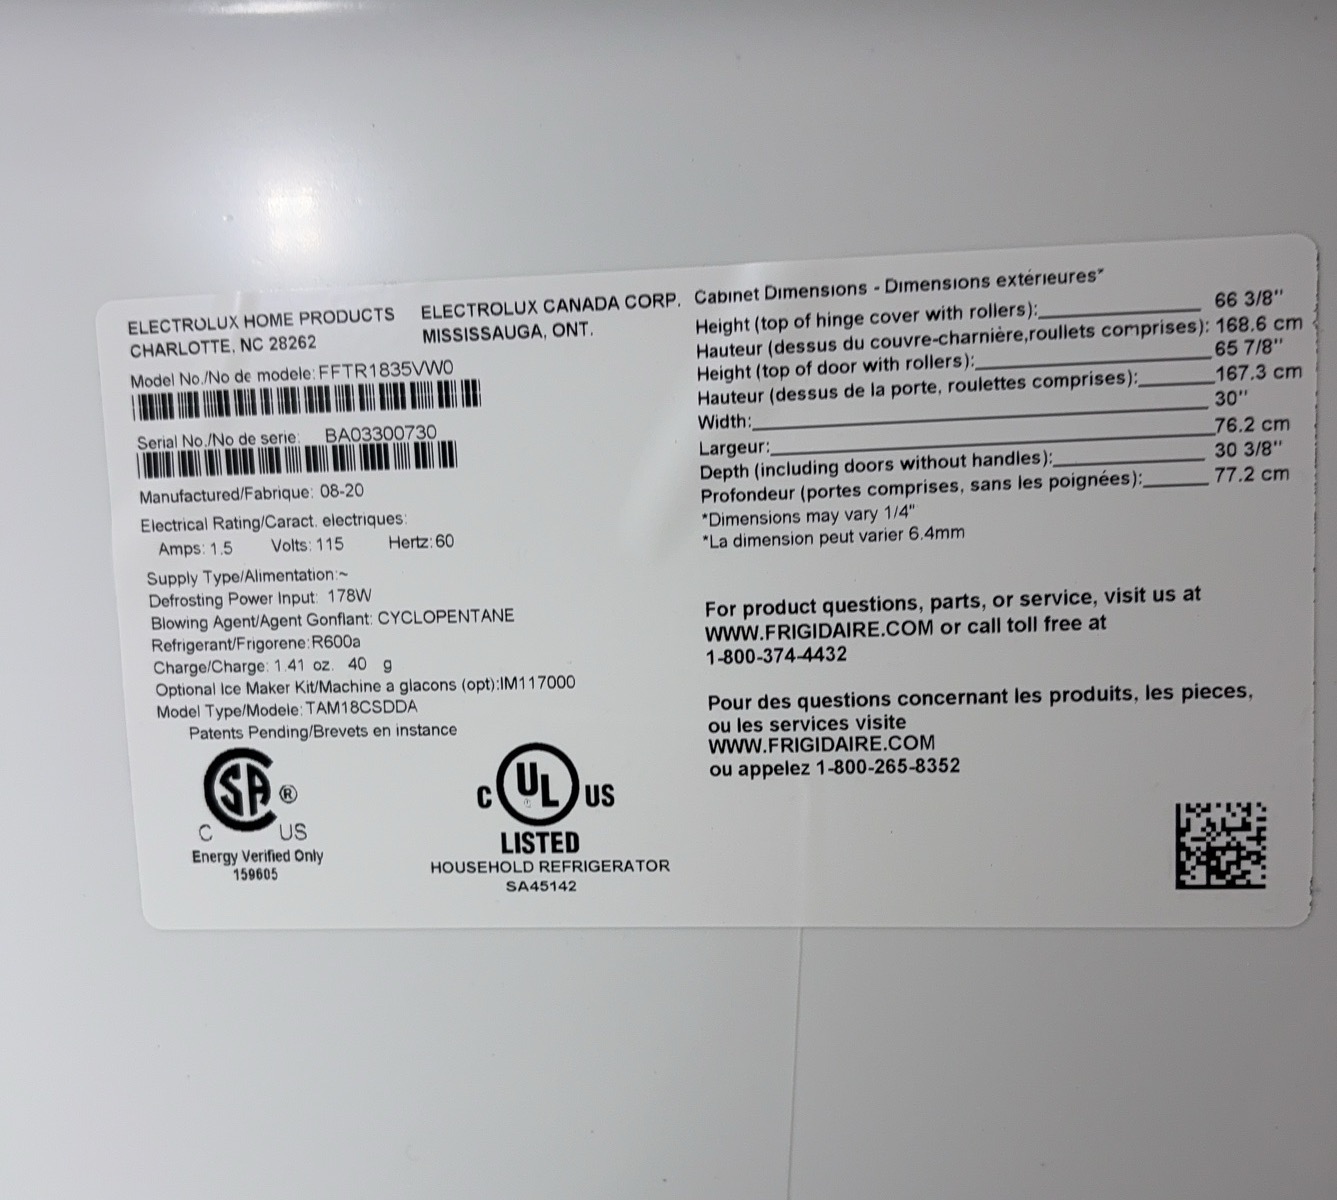 ELECTROLUX HOME PRODUCTS
CHARLOTTE, NC 28262
ELECTROLUX CANADA CORP.
MISSISSAUGA, ONT.
Model No./No de modele: FFTR1835VW0
Serial No./No de serie: BA03300730
Manufactured/Fabrique: 08-20
Electrical Rating/Caract. electriques:
Amps: 1.5 Volts: 115 Hertz: 60
Supply Type/Alimentation:~
Defrosting Power Input: 178W
Blowing Agent/Agent Gonflant: CYCLOPENTANE
Refrigerant/Frigorene: R600a
Charge/Charge: 1.41 oz. 40 g
Optional Ice Maker Kit/Machine a glacons (opt):IM117000
Model Type/Modele: TAM18CSDDA
Patents Pending/Brevets en instance
SA ®
C US
Energy Verified Only
159605
C UL US
LISTED
HOUSEHOLD REFRIGERATOR
SA45142
Cabinet Dimensions - Dimensions extérieures*
Height (top of hinge cover with rollers):__________ 66 3/8"
Hauteur (dessus du couvre-charnière,roullets comprises): 168.6 cm
Height (top of door with rollers):__________ 65 7/8"
Hauteur (dessus de la porte, roulettes comprises):__________ 167.3 cm
Width:__________ 30"
Largeur:__________ 76.2 cm
Depth (including doors without handles):__________ 30 3/8"
Profondeur (portes comprises, sans les poignées):__________ 77.2 cm
*Dimensions may vary 1/4"
*La dimension peut varier 6.4mm
For product questions, parts, or service, visit us at
WWW.FRIGIDAIRE.COM or call toll free at
1-800-374-4432
Pour des questions concernant les produits, les pieces,
ou les services visite
WWW.FRIGIDAIRE.COM
ou appelez 1-800-265-8352